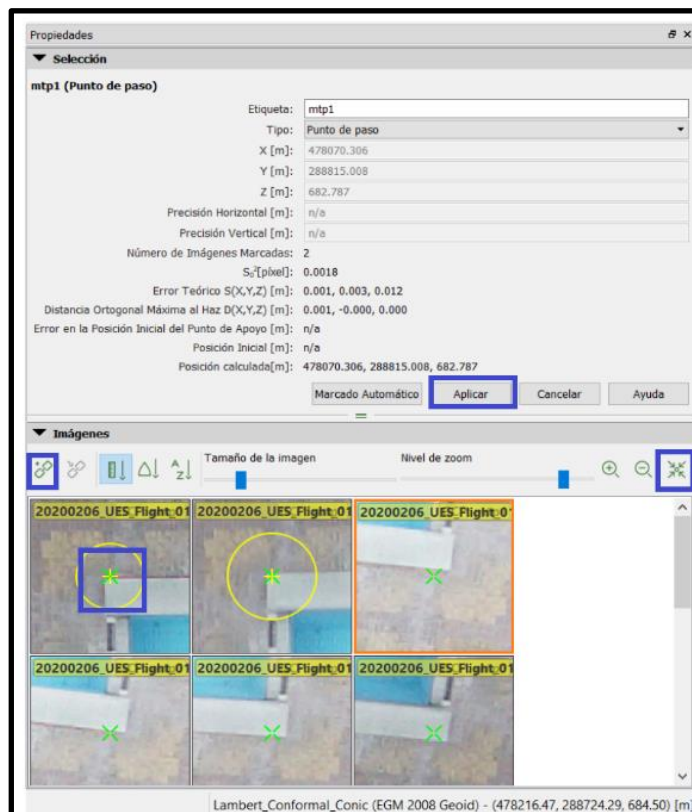 Propiedades
Selección
mtp1 (Punto de paso)
Etiqueta: mtp1
Tipo: Punto de paso
X [m]: 478070.306
Y [m]: 288815.008
Z [m]: 682.787
Precisión Horizontal [m]: n/a
Precisión Vertical [m]: n/a
Número de Imágenes Marcadas: 2
S₀²[píxel]: 0.0018
Error Teórico S(X,Y,Z) [m]: 0.001, 0.003, 0.012
Distancia Ortogonal Máxima al Haz D(X,Y,Z) [m]: 0.001, -0.000, 0.000
Error en la Posición Inicial del Punto de Apoyo [m]: n/a
Posición Inicial [m]: n/a
Posición calculada[m]: 478070.306, 288815.008, 682.787
Marcado Automático Aplicar Cancelar Ayuda
Imágenes
A Z Tamaño de la imagen Nivel de zoom
20200206_UES_Flight_01 20200206_UES_Flight_01 20200206_UES_Flight_01
20200206_UES_Flight_01 20200206_UES_Flight_01 20200206_UES_Flight_01
Lambert_Conformal_Conic (EGM 2008 Geoid) - (478216.47, 288724.29, 684.50) [m]